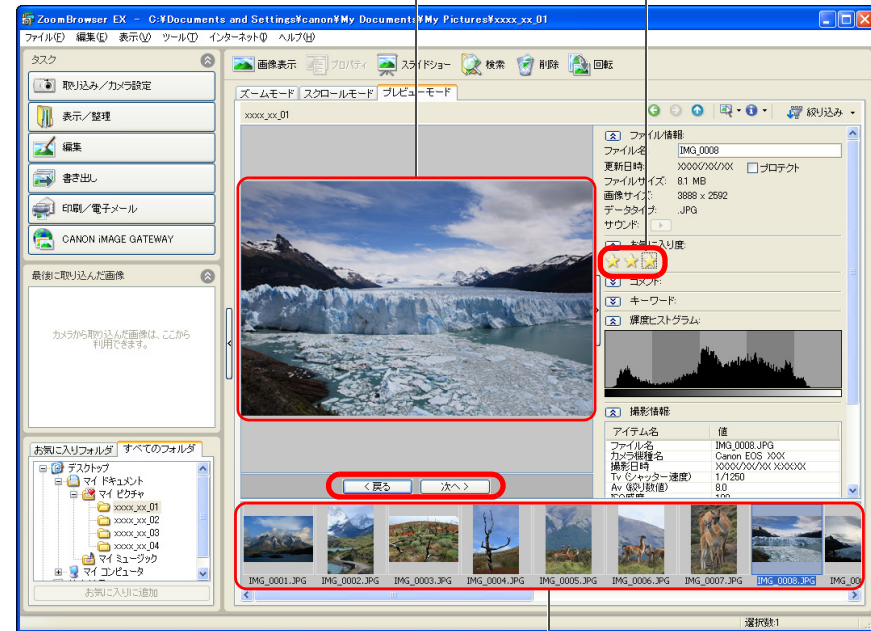 ZoomBrowser EX - C:¥Documents and Settings¥canon¥My Documents¥My Pictures¥xxxx_xx_01
ファイル(F) 編集(E) 表示(V) ツール(T) インターネット(I) ヘルプ(H)
タスク
取り込み／カメラ設定
表示／整理
編集
書き出し
印刷／電子メール
CANON iMAGE GATEWAY
最後に取り込んだ画像
カメラから取り込んだ画像は、ここから
利用できます。
お気に入りフォルダ すべてのフォルダ
デスクトップ
マイ ドキュメント
マイ ピクチャ
xxxx_xx_01
xxxx_xx_02
xxxx_xx_03
xxxx_xx_04
マイ ミュージック
マイ コンピュータ
お気に入りに追加
画像表示 プロパティ スライドショー 検索 削除 回転
ズームモード スクロールモード プレビューモード
xxxx_xx_01
絞り込み
<戻る 次へ>
ファイル情報:
ファイル名 IMG_0008
更新日時: XXXX/XX/XX プロテクト
ファイルサイズ: 8.1 MB
画像サイズ: 3888 x 2592
データタイプ: .JPG
サウンド:
お気に入り度:
コメント:
キーワード:
輝度ヒストグラム:
撮影情報:
アイテム名 値
ファイル名 IMG_0008.JPG
カメラ機種名 Canon EOS XXX
撮影日時 XXXX/XX/XX XX:XX:XX
Tv (シャッター速度) 1/1250
Av (絞り数値) 8.0
ISO感度 100
IMG_0001.JPG IMG_0002.JPG IMG_0003.JPG IMG_0004.JPG IMG_0005.JPG IMG_0006.JPG IMG_0007.JPG IMG_0008.JPG IMG_00
選択数:1